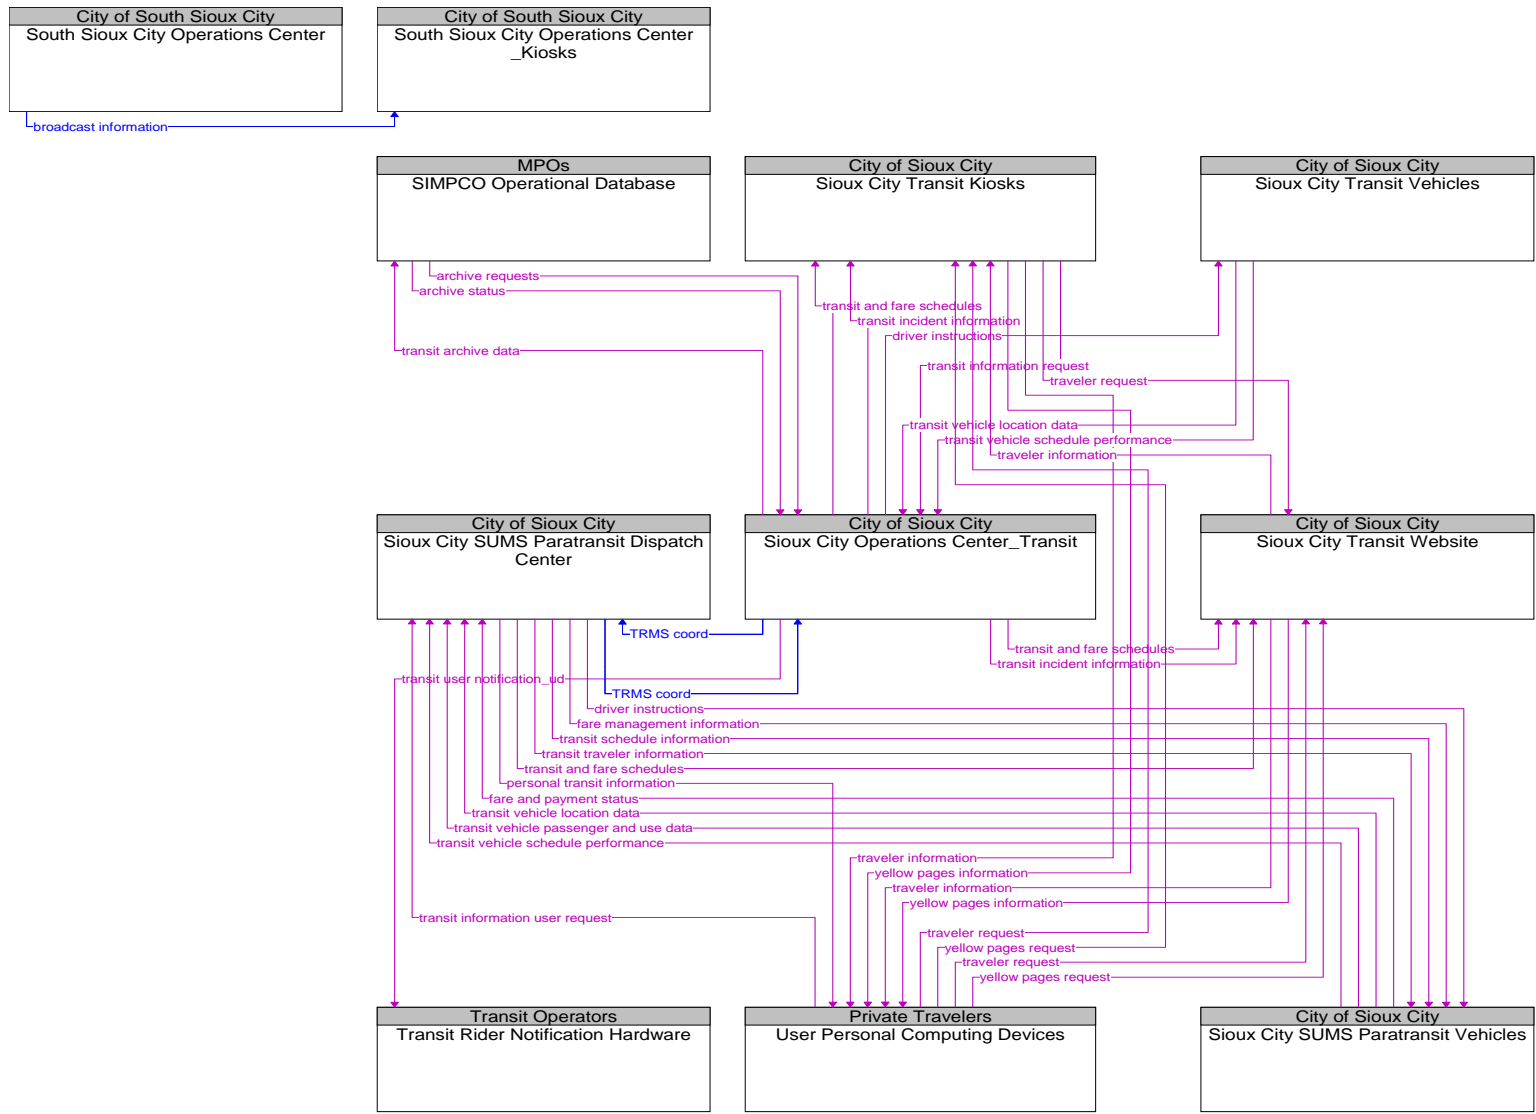 City of South Sioux City
South Sioux City Operations Center
City of South Sioux City
South Sioux City Operations Center
_Kiosks
broadcast information
MPOs
SIMPCO Operational Database
City of Sioux City
Sioux City Transit Kiosks
City of Sioux City
Sioux City Transit Vehicles
archive requests
archive status
transit and fare schedules
transit incident information
driver instructions
transit archive data
transit information request
traveler request
transit vehicle location data
transit vehicle schedule performance
traveler information
City of Sioux City
Sioux City SUMS Paratransit Dispatch
Center
City of Sioux City
Sioux City Operations Center_Transit
City of Sioux City
Sioux City Transit Website
TRMS coord
transit and fare schedules
transit incident information
transit user notification_ud
TRMS coord
driver instructions
fare management information
transit schedule information
transit traveler information
transit and fare schedules
personal transit information
fare and payment status
transit vehicle location data
transit vehicle passenger and use data
transit vehicle schedule performance
traveler information
yellow pages information
traveler information
yellow pages information
transit information user request
traveler request
yellow pages request
traveler request
yellow pages request
Transit Operators
Transit Rider Notification Hardware
Private Travelers
User Personal Computing Devices
City of Sioux City
Sioux City SUMS Paratransit Vehicles